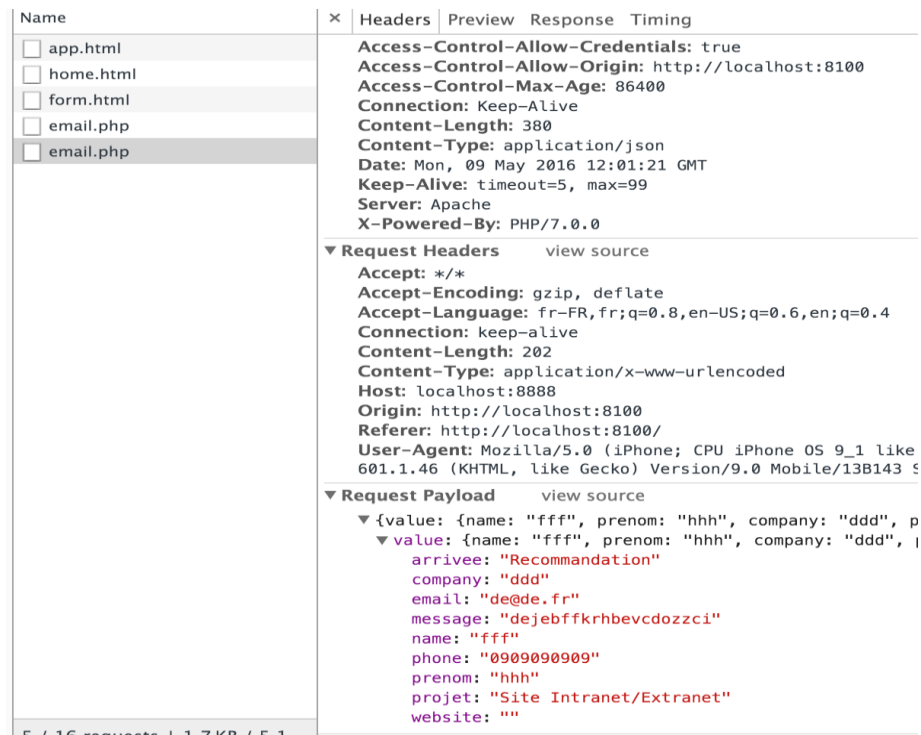 Name
app.html
home.html
form.html
email.php
email.php
× Headers Preview Response Timing
Access-Control-Allow-Credentials: true
Access-Control-Allow-Origin: http://localhost:8100
Access-Control-Max-Age: 86400
Connection: Keep-Alive
Content-Length: 380
Content-Type: application/json
Date: Mon, 09 May 2016 12:01:21 GMT
Keep-Alive: timeout=5, max=99
Server: Apache
X-Powered-By: PHP/7.0.0
▼ Request Headers view source
Accept: */*
Accept-Encoding: gzip, deflate
Accept-Language: fr-FR,fr;q=0.8,en-US;q=0.6,en;q=0.4
Connection: keep-alive
Content-Length: 202
Content-Type: application/x-www-urlencoded
Host: localhost:8888
Origin: http://localhost:8100
Referer: http://localhost:8100/
User-Agent: Mozilla/5.0 (iPhone; CPU iPhone OS 9_1 like
601.1.46 (KHTML, like Gecko) Version/9.0 Mobile/13B143 S
▼ Request Payload view source
▼ {value: {name: "fff", prenom: "hhh", company: "ddd", p
▼ value: {name: "fff", prenom: "hhh", company: "ddd", p
arrivee: "Recommandation"
company: "ddd"
email: "de@de.fr"
message: "dejebffkrhbevcdozzci"
name: "fff"
phone: "0909090909"
prenom: "hhh"
projet: "Site Intranet/Extranet"
website: ""
5 / 16 requests